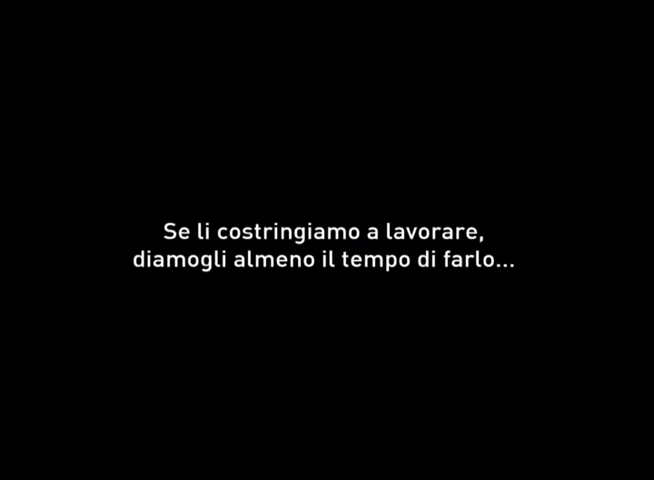 Se li costringiamo a lavorare,
diamogli almeno il tempo di farlo...